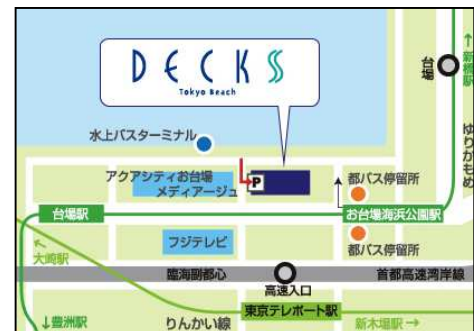 DECKS
Tokyo Beach
台場
↑新橋駅
ゆりかもめ
水上バスターミナル
アクアシティお台場
メディアージュ
P
都バス停留所
台場駅
お台場海浜公園駅
フジテレビ
都バス停留所
←大崎駅
臨海副都心
首都高速湾岸線
高速入口
東京テレポート駅
↓豊洲駅
りんかい線
新木場駅→